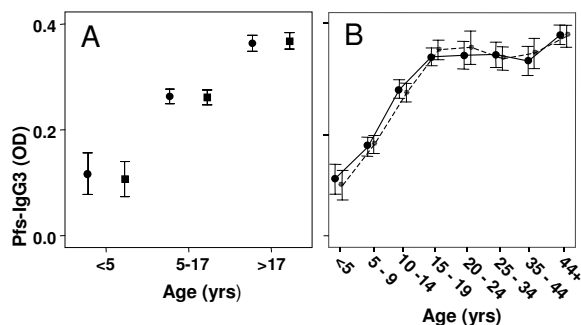 A
B
0.4
0.2
0.0
Pfs-IgG3 (OD)
<5
5-17
>17
Age (yrs)
<5
5 - 9
10 -14
15 - 19
20 - 24
25 - 34
35 - 44
44+
Age (yrs)